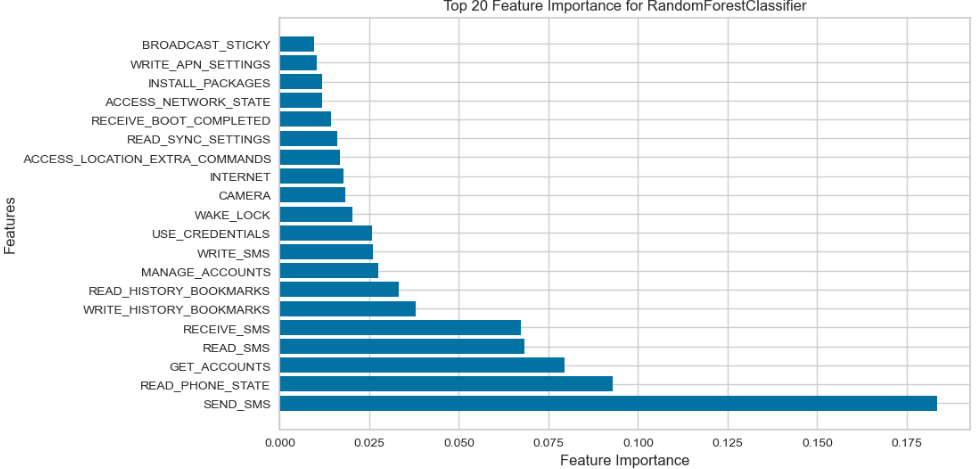 Top 20 Feature Importance for RandomForestClassifier
BROADCAST_STICKY
WRITE_APN_SETTINGS
INSTALL_PACKAGES
ACCESS_NETWORK_STATE
RECEIVE_BOOT_COMPLETED
READ_SYNC_SETTINGS
ACCESS_LOCATION_EXTRA_COMMANDS
INTERNET
CAMERA
WAKE_LOCK
USE_CREDENTIALS
WRITE_SMS
MANAGE_ACCOUNTS
READ_HISTORY_BOOKMARKS
WRITE_HISTORY_BOOKMARKS
RECEIVE_SMS
READ_SMS
GET_ACCOUNTS
READ_PHONE_STATE
SEND_SMS
Features
0.000 0.025 0.050 0.075 0.100 0.125 0.150 0.175
Feature Importance